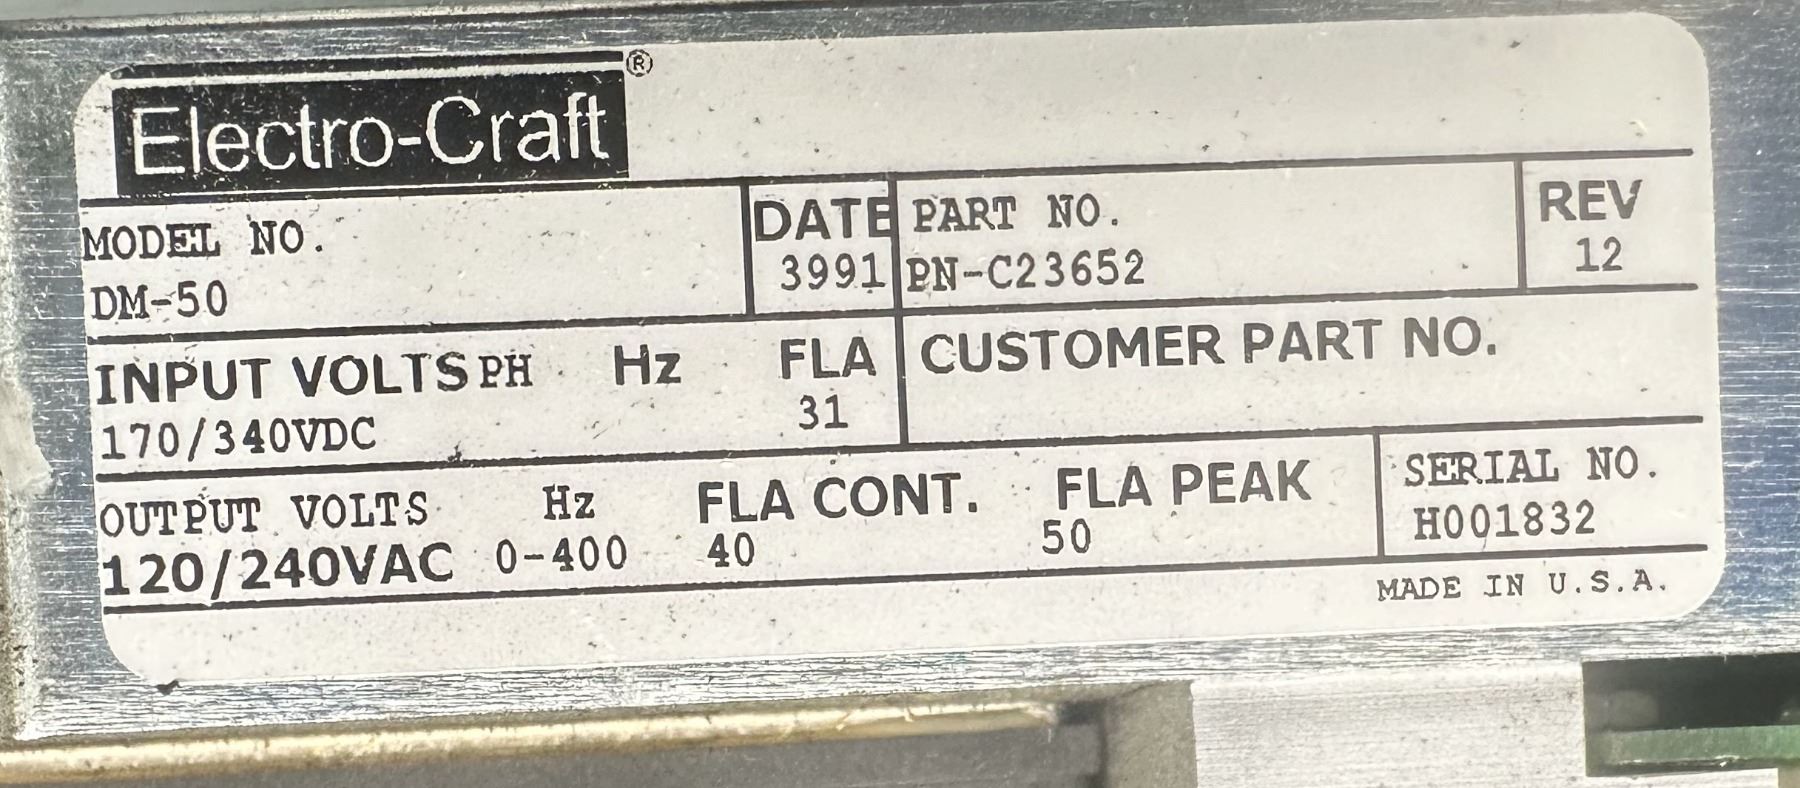 Electro-Craft®
MODEL NO. DATE PART NO. REV
DM-50 3991 PN-C23652 12
INPUT VOLTS PH Hz FLA CUSTOMER PART NO.
170/340VDC 31
OUTPUT VOLTS Hz FLA CONT. FLA PEAK SERIAL NO.
120/240VAC 0-400 40 50 H001832
MADE IN U.S.A.